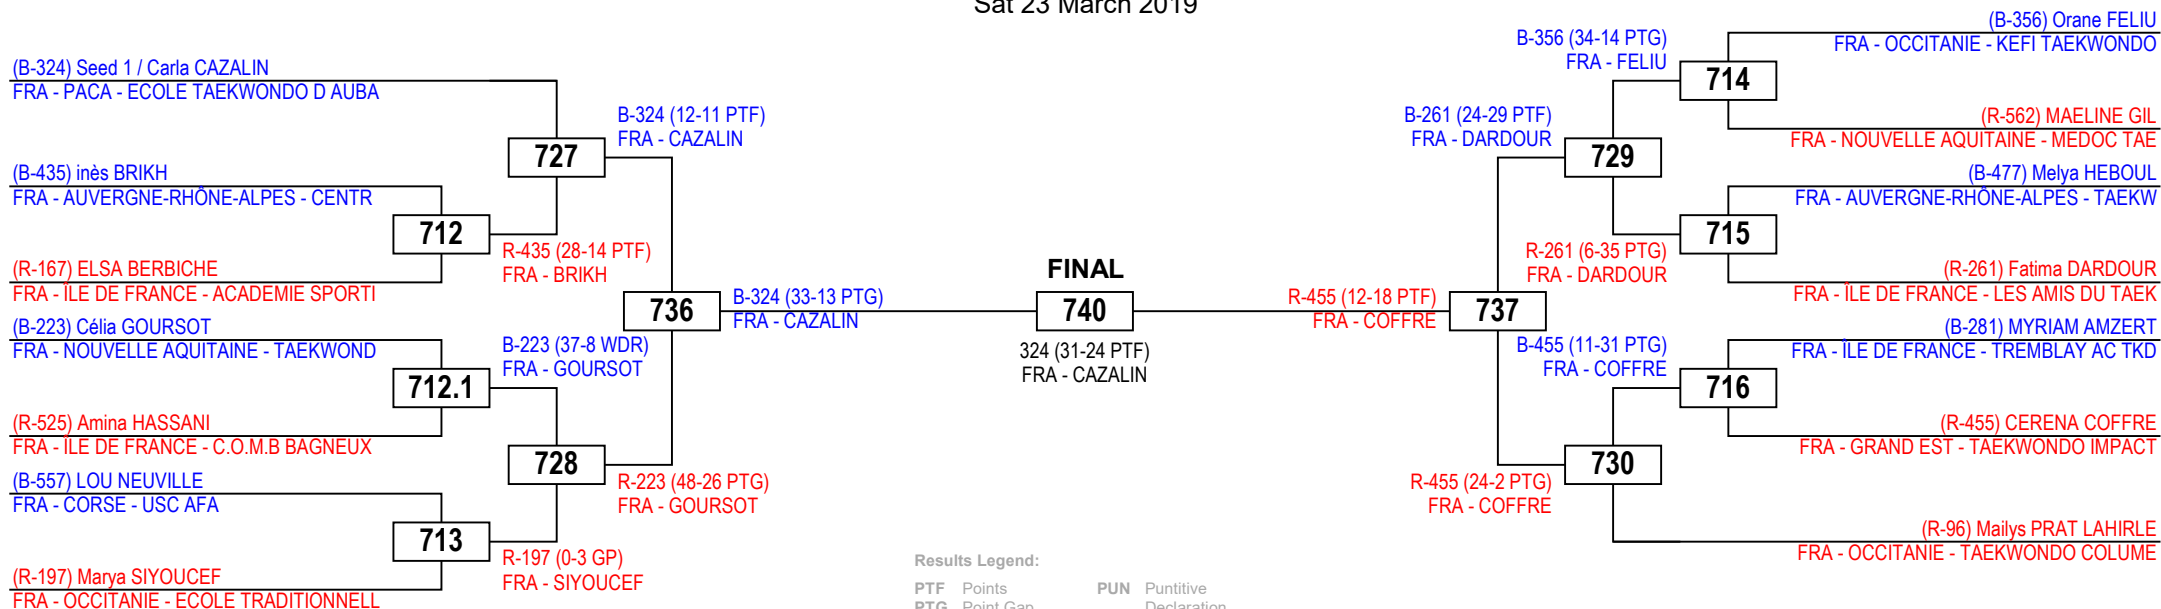 Sat 23 March 2019
(B-324) Seed 1 / Carla CAZALIN
FRA - PACA - ECOLE TAEKWONDO D AUBA
(B-435) inès BRIKH
FRA - AUVERGNE-RHÔNE-ALPES - CENTR
(R-167) ELSA BERBICHE
FRA - ÎLE DE FRANCE - ACADEMIE SPORTI
(B-223) Célia GOURSOT
FRA - NOUVELLE AQUITAINE - TAEKWOND
(R-525) Amina HASSANI
FRA - ÎLE DE FRANCE - C.O.M.B BAGNEUX
(B-557) LOU NEUVILLE
FRA - CORSE - USC AFA
(R-197) Marya SIYOUCEF
FRA - OCCITANIE - ECOLE TRADITIONNELL
712
712.1
713
R-435 (28-14 PTF)
FRA - BRIKH
B-223 (37-8 WDR)
FRA - GOURSOT
R-197 (0-3 GP)
FRA - SIYOUCEF
727
728
B-324 (12-11 PTF)
FRA - CAZALIN
R-223 (48-26 PTG)
FRA - GOURSOT
736
B-324 (33-13 PTG)
FRA - CAZALIN
FINAL
740
324 (31-24 PTF)
FRA - CAZALIN
R-455 (12-18 PTF)
FRA - COFFRE
737
B-261 (24-29 PTF)
FRA - DARDOUR
R-455 (24-2 PTG)
FRA - COFFRE
729
730
B-356 (34-14 PTG)
FRA - FELIU
R-261 (6-35 PTG)
FRA - DARDOUR
B-455 (11-31 PTG)
FRA - COFFRE
714
715
716
(B-356) Orane FELIU
FRA - OCCITANIE - KEFI TAEKWONDO
(R-562) MAELINE GIL
FRA - NOUVELLE AQUITAINE - MEDOC TAE
(B-477) Melya HEBOUL
FRA - AUVERGNE-RHÔNE-ALPES - TAEKW
(R-261) Fatima DARDOUR
FRA - ÎLE DE FRANCE - LES AMIS DU TAEK
(B-281) MYRIAM AMZERT
FRA - ÎLE DE FRANCE - TREMBLAY AC TKD
(R-455) CERENA COFFRE
FRA - GRAND EST - TAEKWONDO IMPACT
(R-96) Mailys PRAT LAHIRLE
FRA - OCCITANIE - TAEKWONDO COLUME
Results Legend:
PTF Points PUN Puntitive
PTG Point Gap Declaration